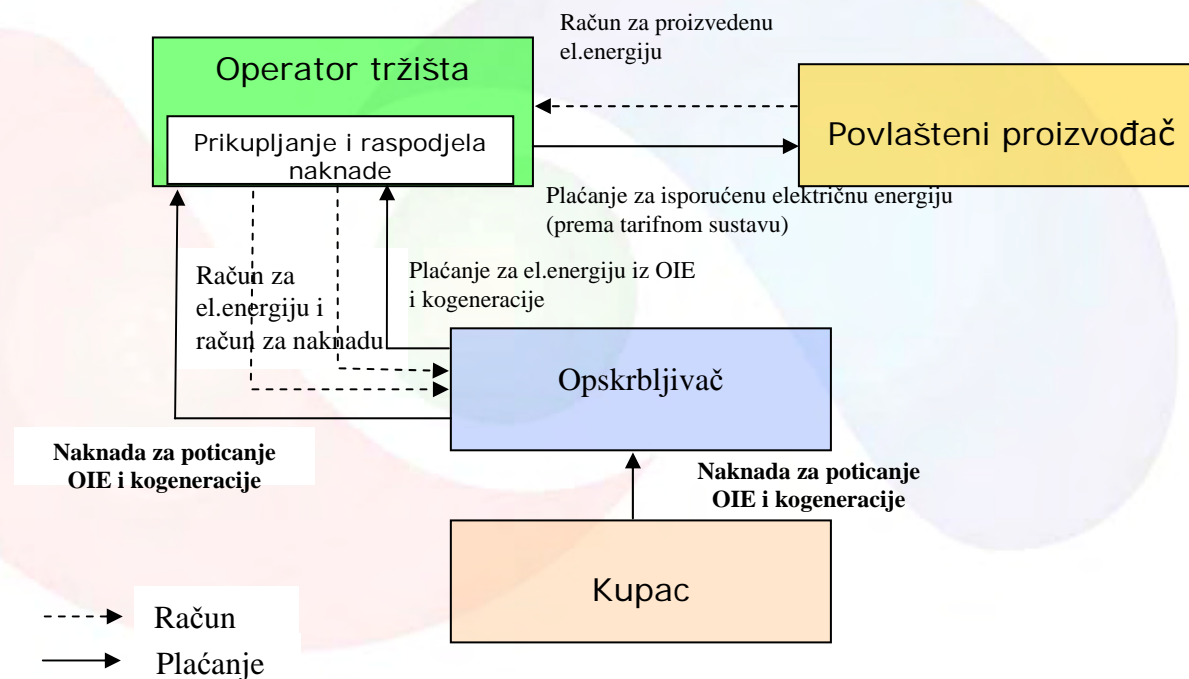 Račun za proizvedenu
el.energiju
Operator tržišta
Prikupljanje i raspodjela
naknade
Povlašteni proizvođač
Plaćanje za isporućenu električnu energiju
(prema tarifnom sustavu)
Račun za
el.energiju i
račun za naknadu
Plaćanje za el.energiju iz OIE
i kogeneracije
Opskrbljivač
Naknada za poticanje
OIE i kogeneracije
Naknada za poticanje
OIE i kogeneracije
Kupac
Račun
Plaćanje